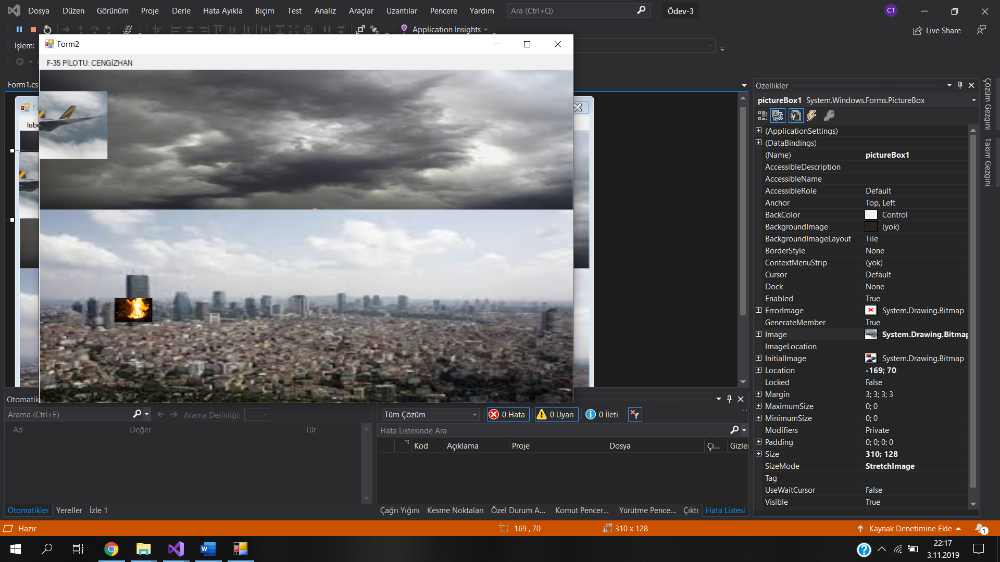 Dosya Düzen Görünüm Proje Derle Hata Ayıkla Biçim Test Analiz Araçlar Uzantılar Pencere Yardım Ara (Ctrl+Q) Ödev-3 CT
Application Insights Live Share
İşlem:
Form2
F-35 PİLOTU: CENGİZHAN
Form1.cs
labe
Özellikler
pictureBox1 System.Windows.Forms.PictureBox
(ApplicationSettings)
(DataBindings)
(Name) pictureBox1
AccessibleDescription
AccessibleName
AccessibleRole Default
Anchor Top, Left
BackColor Control
BackgroundImage (yok)
BackgroundImageLayout Tile
BorderStyle None
ContextMenuStrip (yok)
Cursor Default
Dock None
Enabled True
ErrorImage System.Drawing.Bitmap
GenerateMember True
Image System.Drawing.Bitmap
ImageLocation
InitialImage System.Drawing.Bitmap
Location -169; 70
Locked False
Margin 3; 3; 3; 3
MaximumSize 0; 0
MinimumSize 0; 0
Modifiers Private
Padding 0; 0; 0; 0
Size 310; 128
SizeMode StretchImage
Tag
UseWaitCursor False
Visible True
Çözüm Gezgini
Takım Gezgini
Otomatik
Arama (Ctrl+E) Arama Derinliği:
Ad Değer Tür
Otomatikler Yereller İzle 1
Tüm Çözüm 0 Hata 0 Uyarı 0 İleti
Hata Listesinde Ara
Kod Açıklama Proje Dosya Çi... Gizler
Çağrı Yığını Kesme Noktaları Özel Durum A... Komut Pencer... Yürütme Pence... Çıktı Hata Listesi
Hazır -169 , 70 310 x 128 Kaynak Denetimine Ekle 1
22:17
3.11.2019